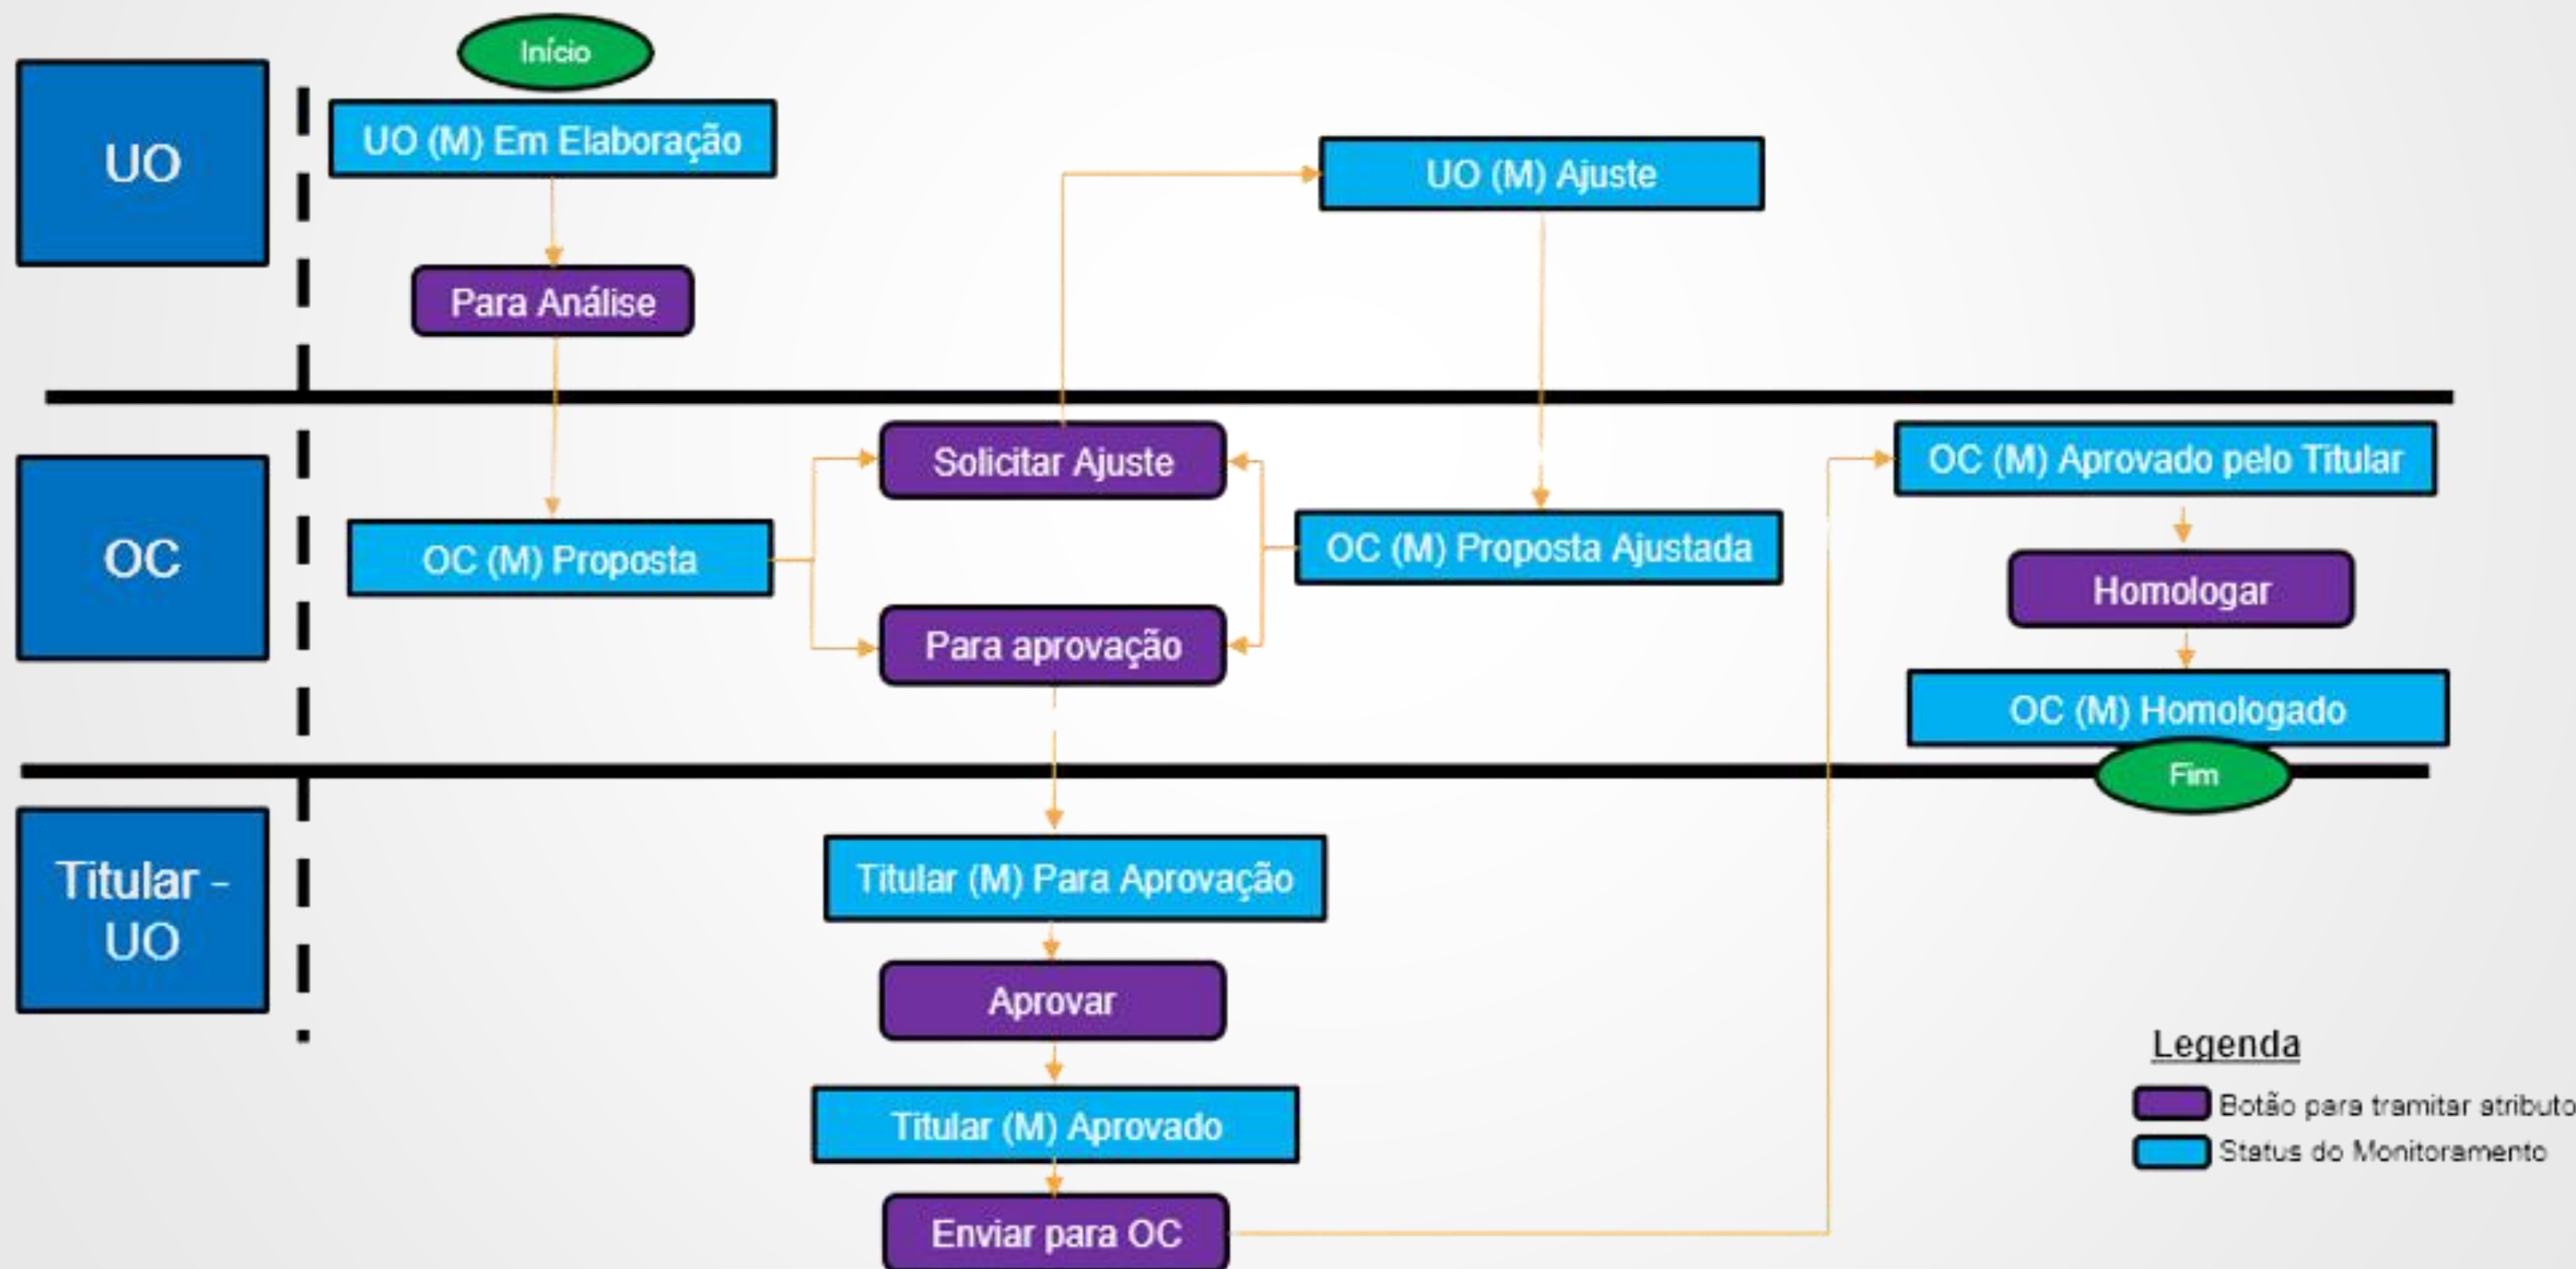 Início
UO
UO (M) Em Elaboração
UO (M) Ajuste
Para Análise
OC
Solicitar Ajuste
OC (M) Aprovado pelo Titular
OC (M) Proposta
OC (M) Proposta Ajustada
Homologar
Para aprovação
OC (M) Homologado
Fim
Titular -
UO
Titular (M) Para Aprovação
Aprovar
Titular (M) Aprovado
Enviar para OC
Legenda
Botão para tramitar atributo
Status do Monitoramento